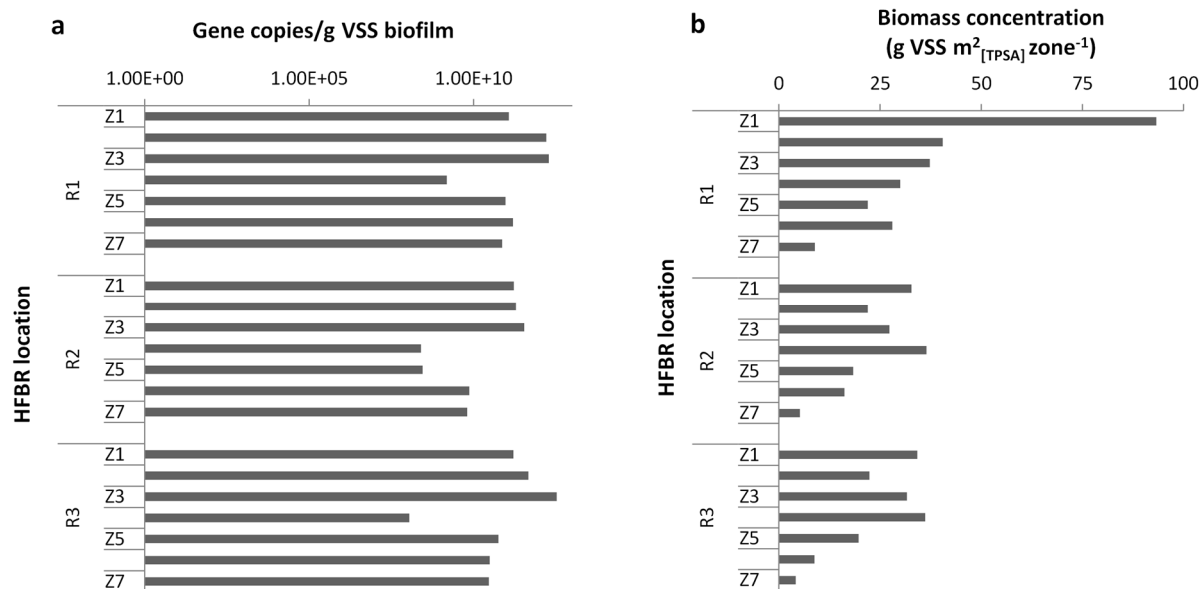 a
Gene copies/g VSS biofilm
1.00E+00 1.00E+05 1.00E+10
HFBR location
R1
Z1
Z3
Z5
Z7
R2
Z1
Z3
Z5
Z7
R3
Z1
Z3
Z5
Z7
b
Biomass concentration
(g VSS m²[TPSA] zone⁻¹)
0 25 50 75 100
HFBR location
R1
Z1
Z3
Z5
Z7
R2
Z1
Z3
Z5
Z7
R3
Z1
Z3
Z5
Z7